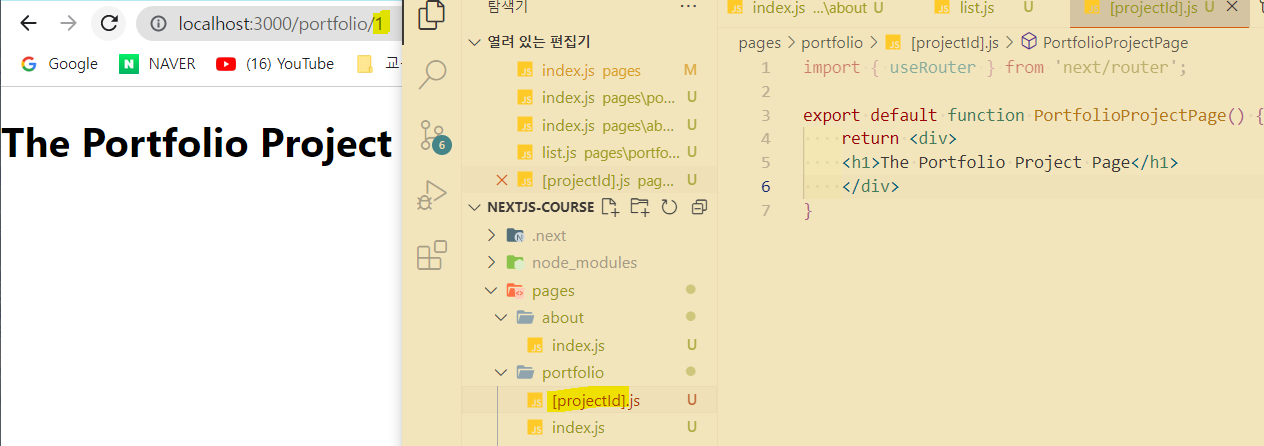 localhost:3000/portfolio/1
Google
NAVER
(16) YouTube
The Portfolio Project
탐색기
열려 있는 편집기
index.js pages M
index.js pages\po... U
index.js pages\ab... U
list.js pages\portfo... U
[projectId].js pag... U
6
NEXTJS-COURSE
.next
node_modules
pages
about
index.js U
portfolio
[projectId].js U
index.js U
index.js ...\about U
list.js U
[projectId].js U
pages > portfolio > [projectId].js > PortfolioProjectPage
1 import { useRouter } from 'next/router';
2
3 export default function PortfolioProjectPage() {
4 return <div>
5 <h1>The Portfolio Project Page</h1>
6 </div>
7 }